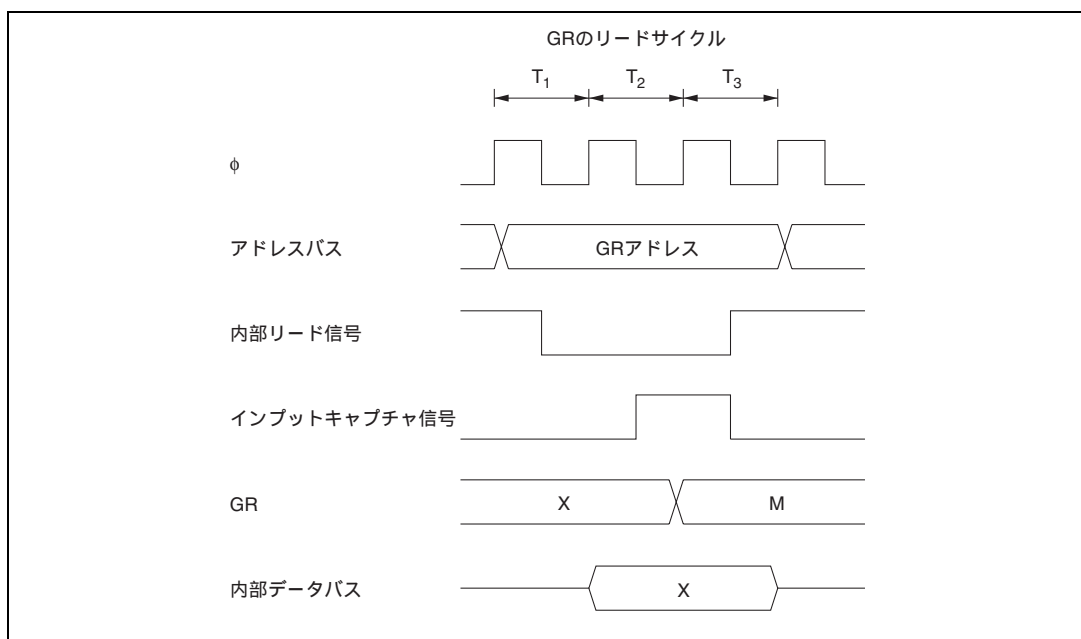 GRのリードサイクル
T₁ T₂ T₃
φ
アドレスバス GRアドレス
内部リード信号
インプットキャプチャ信号
GR X M
内部データバス X